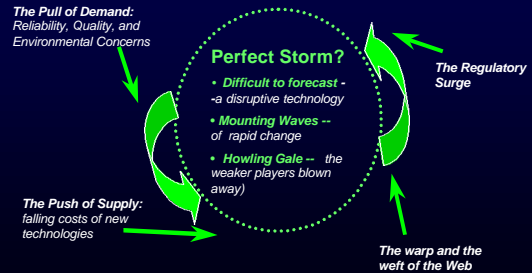 The Pull of Demand:
Reliability, Quality, and
Environmental Concerns
Perfect Storm?
• Difficult to forecast -
-a disruptive technology
• Mounting Waves --
of rapid change
• Howling Gale -- the
weaker players blown
away)
The Regulatory
Surge
The Push of Supply:
falling costs of new
technologies
The warp and the
weft of the Web